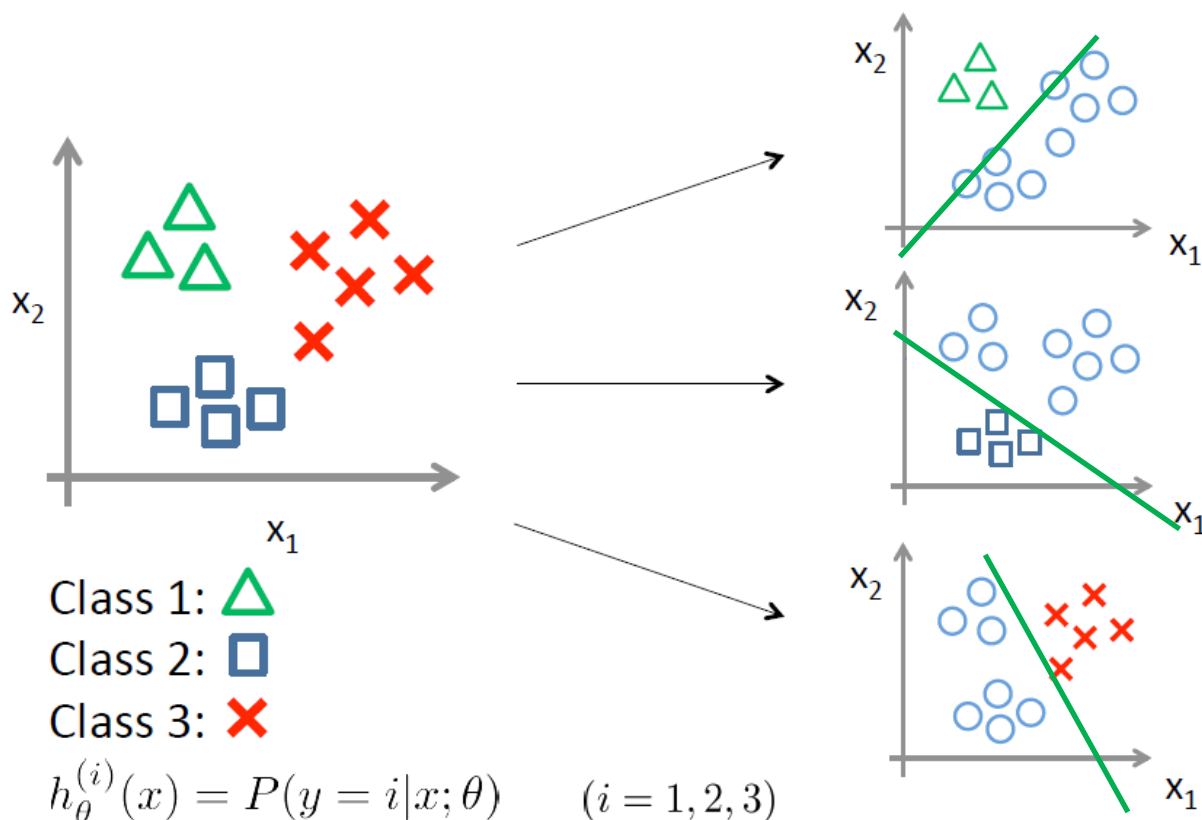 x₂
x₁
Class 1:
Class 2:
Class 3:
h_θ^(i)(x) = P(y = i|x; θ) (i = 1, 2, 3)
x₂
x₁
x₂
x₁
x₂
x₁